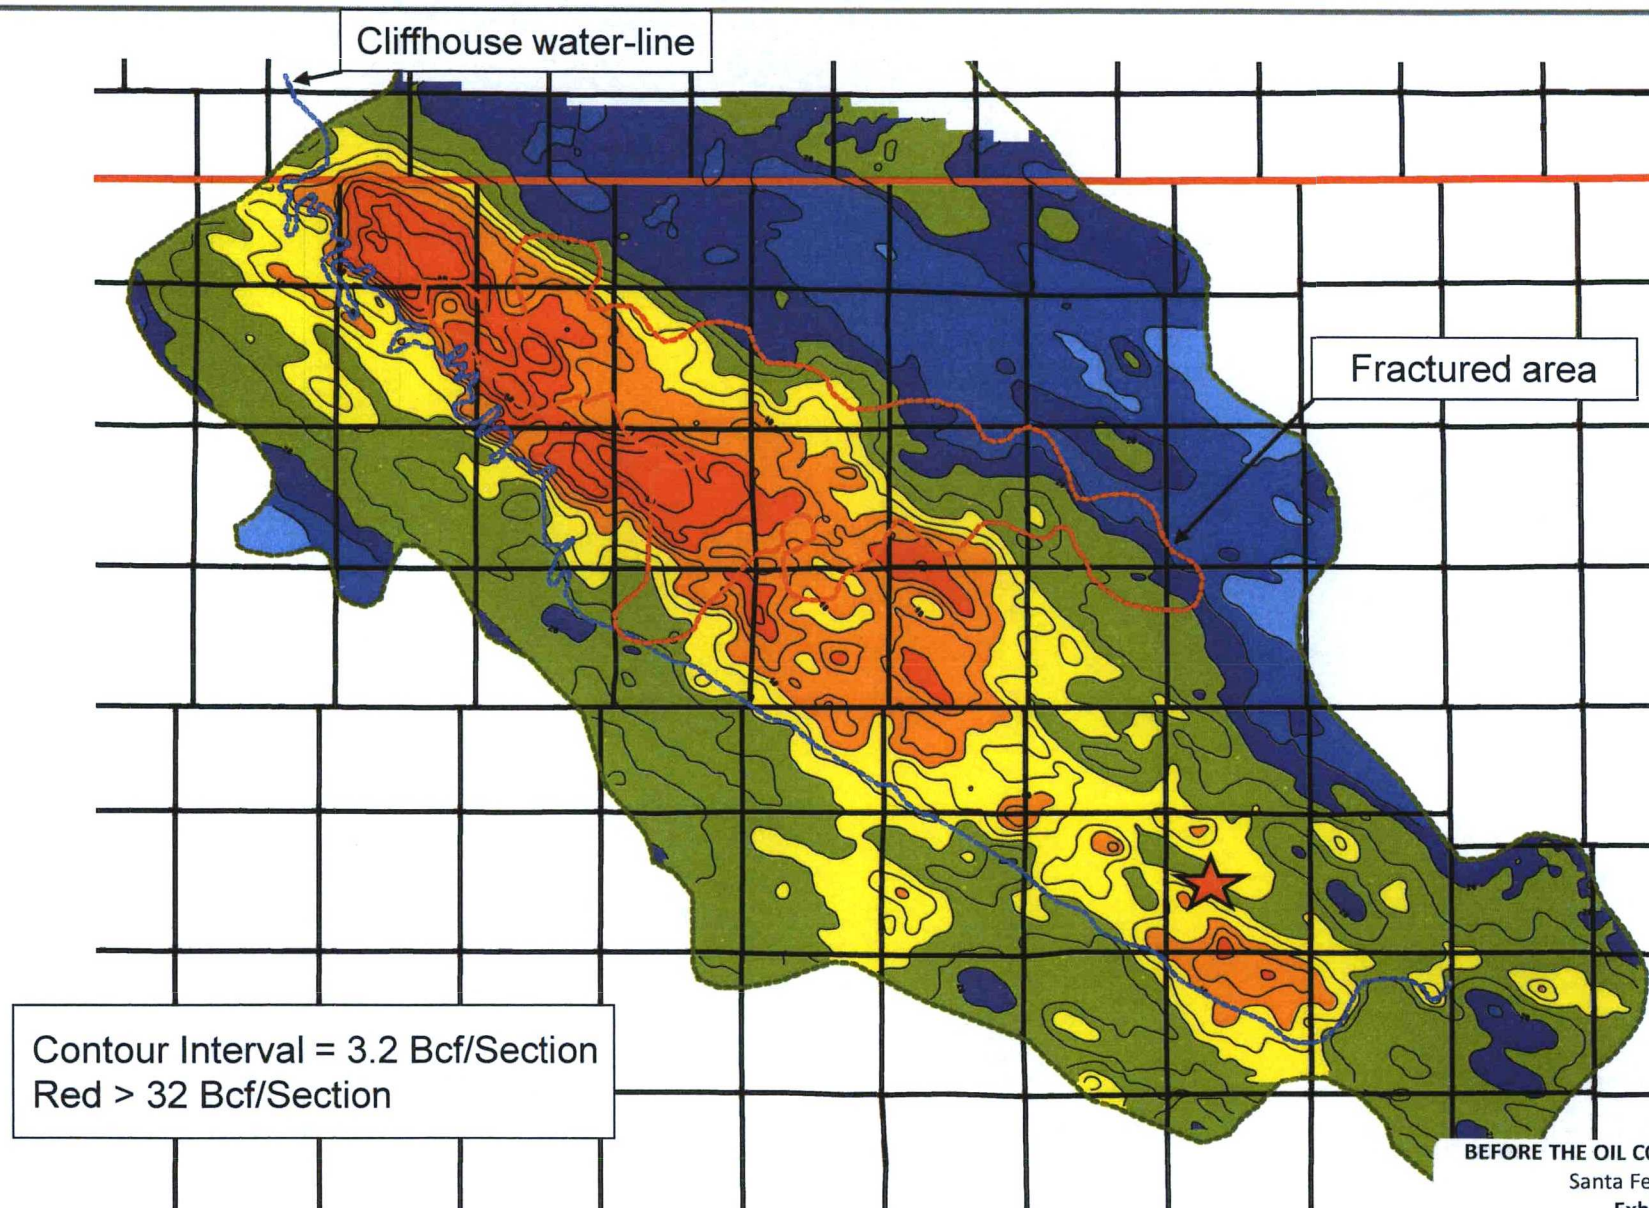 Cliffhouse water-line
Fractured area
Contour Interval = 3.2 Bcf/Section
Red > 32 Bcf/Section
BEFORE THE OIL
Santa Fe